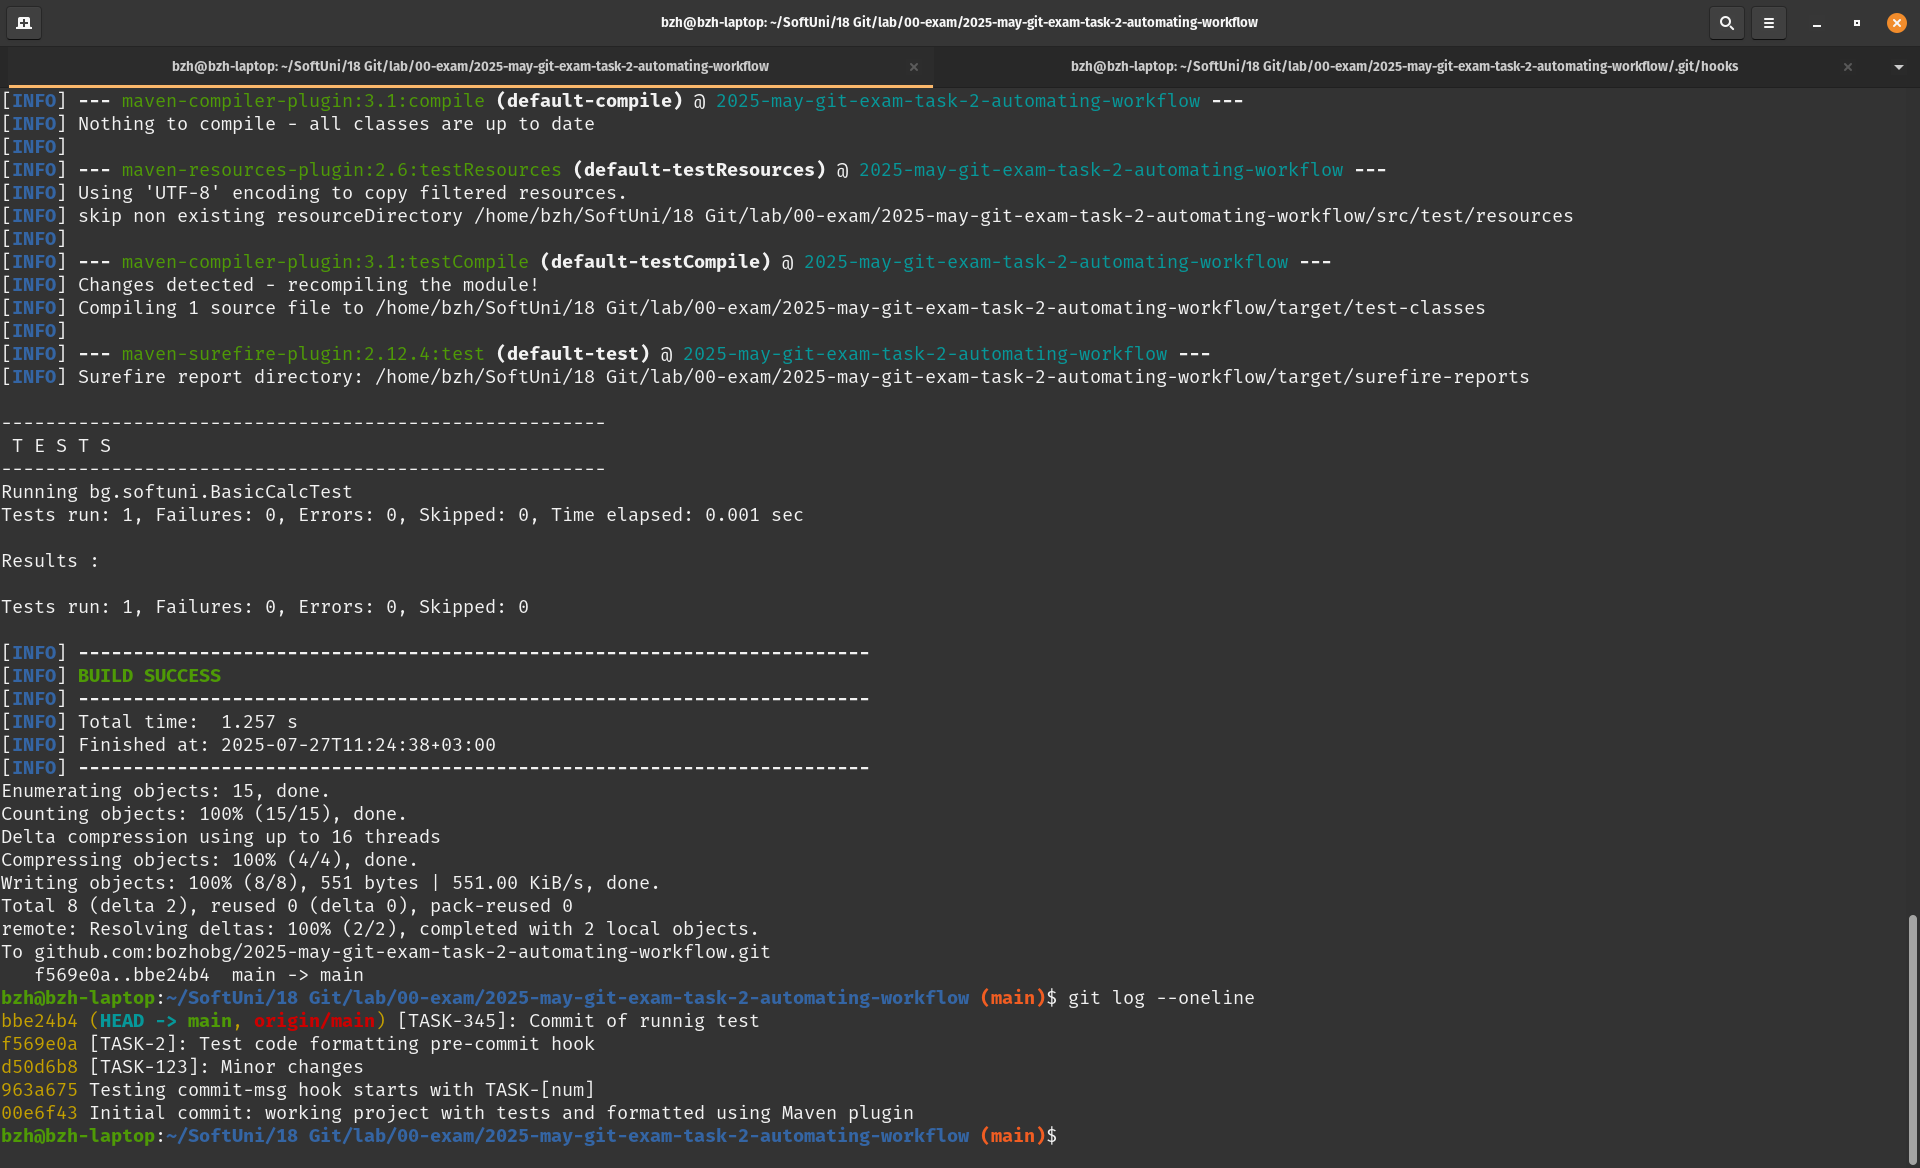 bzh@bzh-laptop: ~/SoftUni/18 Git/lab/00-exam/2025-may-git-exam-task-2-automating-workflow
bzh@bzh-laptop: ~/SoftUni/18 Git/lab/00-exam/2025-may-git-exam-task-2-automating-workflow
bzh@bzh-laptop: ~/SoftUni/18 Git/lab/00-exam/2025-may-git-exam-task-2-automating-workflow/.git/hooks
[INFO] --- maven-compiler-plugin:3.1:compile (default-compile) @ 2025-may-git-exam-task-2-automating-workflow ---
[INFO] Nothing to compile - all classes are up to date
[INFO]
[INFO] --- maven-resources-plugin:2.6:testResources (default-testResources) @ 2025-may-git-exam-task-2-automating-workflow ---
[INFO] Using 'UTF-8' encoding to copy filtered resources.
[INFO] skip non existing resourceDirectory /home/bzh/SoftUni/18 Git/lab/00-exam/2025-may-git-exam-task-2-automating-workflow/src/test/resources
[INFO]
[INFO] --- maven-compiler-plugin:3.1:testCompile (default-testCompile) @ 2025-may-git-exam-task-2-automating-workflow ---
[INFO] Changes detected - recompiling the module!
[INFO] Compiling 1 source file to /home/bzh/SoftUni/18 Git/lab/00-exam/2025-may-git-exam-task-2-automating-workflow/target/test-classes
[INFO]
[INFO] --- maven-surefire-plugin:2.12.4:test (default-test) @ 2025-may-git-exam-task-2-automating-workflow ---
[INFO] Surefire report directory: /home/bzh/SoftUni/18 Git/lab/00-exam/2025-may-git-exam-task-2-automating-workflow/target/surefire-reports
-------------------------------------------------------
T E S T S
-------------------------------------------------------
Running bg.softuni.BasicCalcTest
Tests run: 1, Failures: 0, Errors: 0, Skipped: 0, Time elapsed: 0.001 sec
Results :
Tests run: 1, Failures: 0, Errors: 0, Skipped: 0
[INFO] ------------------------------------------------------------------------
[INFO] BUILD SUCCESS
[INFO] ------------------------------------------------------------------------
[INFO] Total time:  1.257 s
[INFO] Finished at: 2025-07-27T11:24:38+03:00
[INFO] ------------------------------------------------------------------------
Enumerating objects: 15, done.
Counting objects: 100% (15/15), done.
Delta compression using up to 16 threads
Compressing objects: 100% (4/4), done.
Writing objects: 100% (8/8), 551 bytes | 551.00 KiB/s, done.
Total 8 (delta 2), reused 0 (delta 0), pack-reused 0
remote: Resolving deltas: 100% (2/2), completed with 2 local objects.
To github.com:bozhobg/2025-may-git-exam-task-2-automating-workflow.git
   f569e0a..bbe24b4  main -> main
bzh@bzh-laptop:~/SoftUni/18 Git/lab/00-exam/2025-may-git-exam-task-2-automating-workflow (main)$ git log --oneline
bbe24b4 (HEAD -> main, origin/main) [TASK-345]: Commit of runnig test
f569e0a [TASK-2]: Test code formatting pre-commit hook
d50d6b8 [TASK-123]: Minor changes
963a675 Testing commit-msg hook starts with TASK-[num]
00e6f43 Initial commit: working project with tests and formatted using Maven plugin
bzh@bzh-laptop:~/SoftUni/18 Git/lab/00-exam/2025-may-git-exam-task-2-automating-workflow (main)$